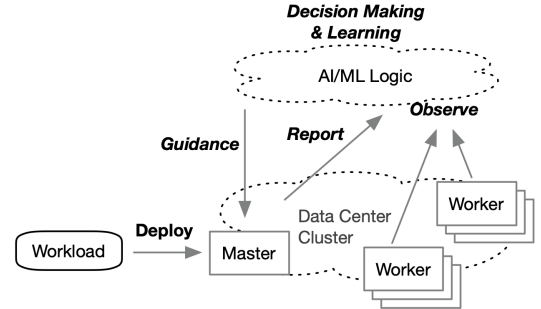 Decision Making
& Learning
AI/ML Logic
Observe
Report
Guidance
Worker
Data Center
Cluster
Deploy
Workload
Master
Worker